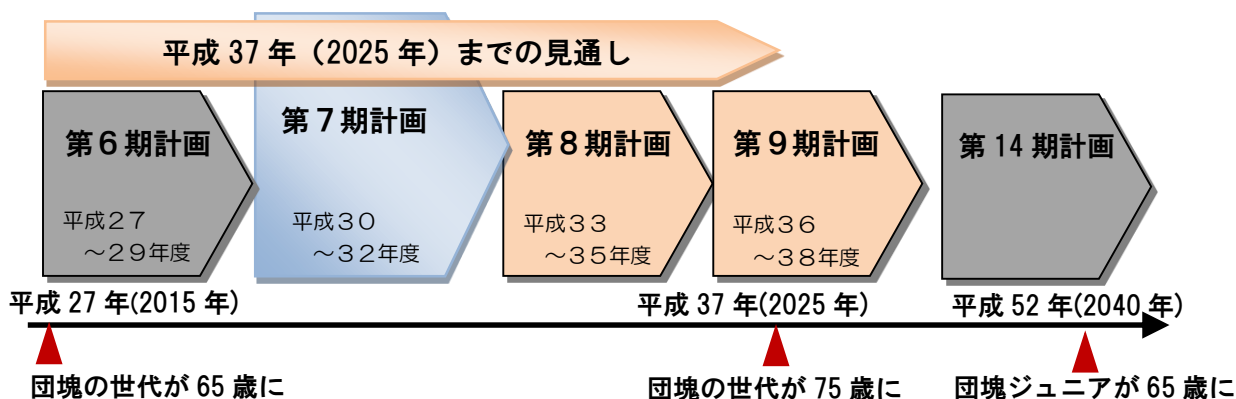 平成 37 年（2025 年）までの見通し
第６期計画
平成２７
～２９年度
第７期計画
平成３０
～３２年度
第８期計画
平成３３
～３５年度
第９期計画
平成３６
～３８年度
第 14 期計画
平成 27 年(2015 年)
平成 37 年(2025 年)
平成 52 年(2040 年)
団塊の世代が 65 歳に
団塊の世代が 75 歳に
団塊ジュニアが 65 歳に